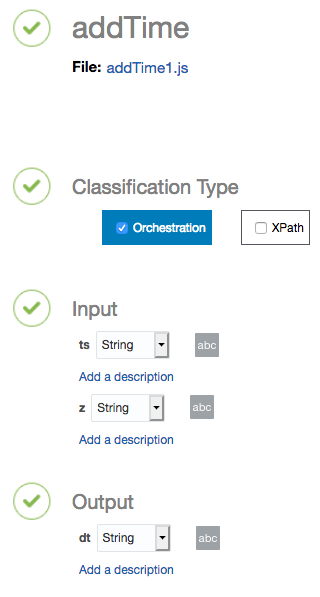 addTime
File: addTime1.js
Classification Type
Orchestration XPath
Input
ts String abc
Add a description
z String abc
Add a description
Output
dt String abc
Add a description